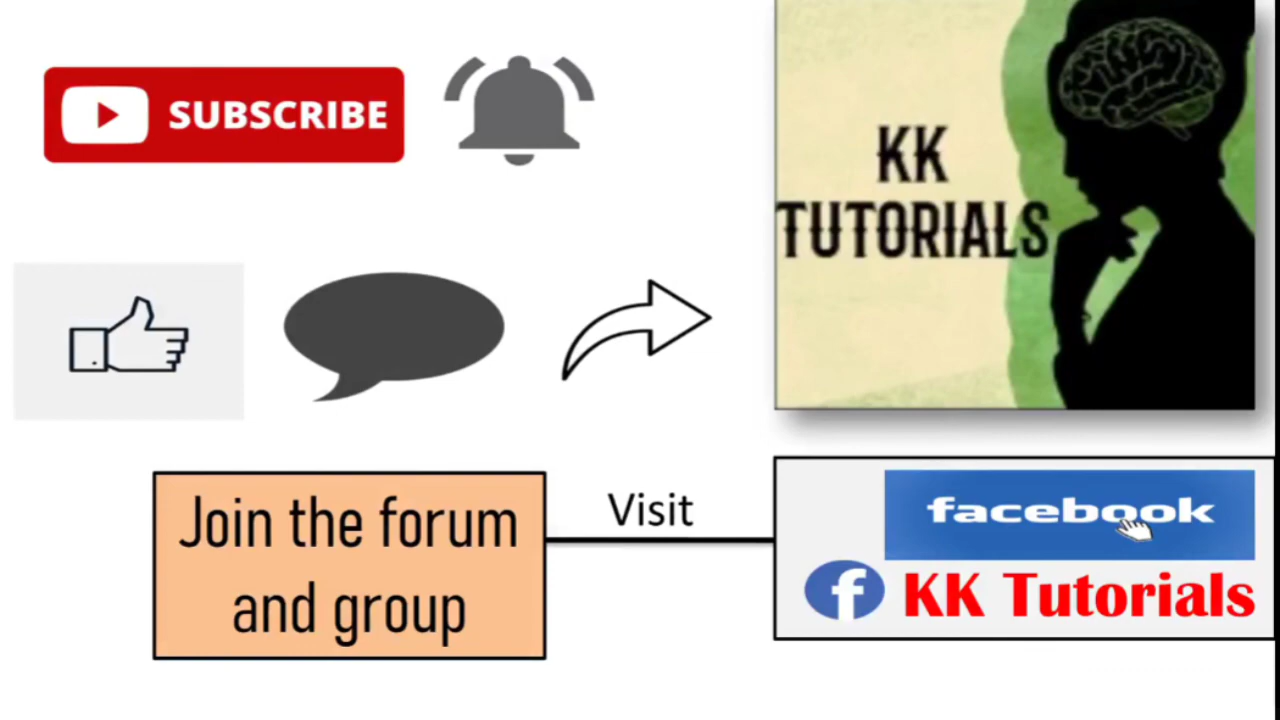 SUBSCRIBE
KK
TUTORIALS
Join the forum
and group
Visit
facebook
f KK Tutorials